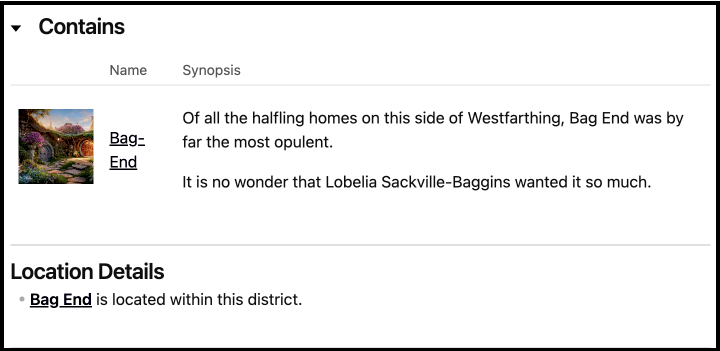 Contains
Name Synopsis
Bag-
End
Of all the halfling homes on this side of Westfarthing, Bag End was by
far the most opulent.
It is no wonder that Lobelia Sackville-Baggins wanted it so much.
Location Details
Bag End is located within this district.